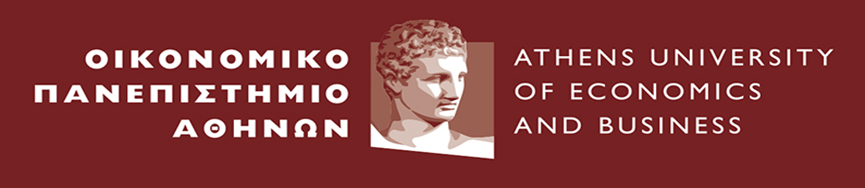 ΟΙΚΟΝΟΜΙΚΟ
ΠΑΝΕΠΙΣΤΗΜΙΟ
ΑΘΗΝΩΝ
ATHENS UNIVERSITY
OF ECONOMICS
AND BUSINESS